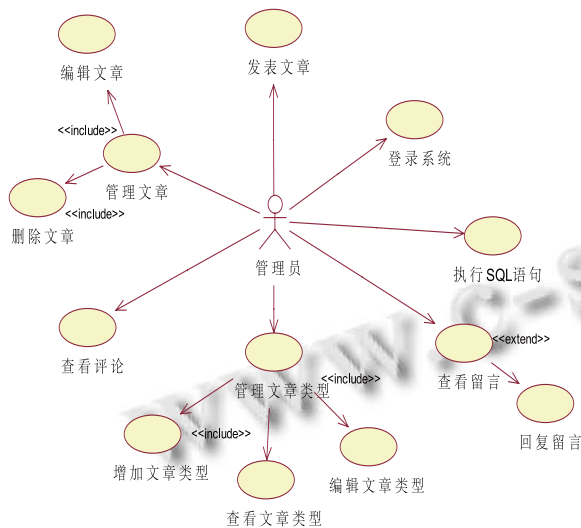 发表文章
编辑文章
<<include>>
登录系统
管理文章
<<include>>
删除文章
管理员
执行SQL语句
查看评论
<<extend>>
查看留言
管理文章类型
<<include>>
<<include>>
回复留言
增加文章类型
编辑文章类型
查看文章类型
www.c-s